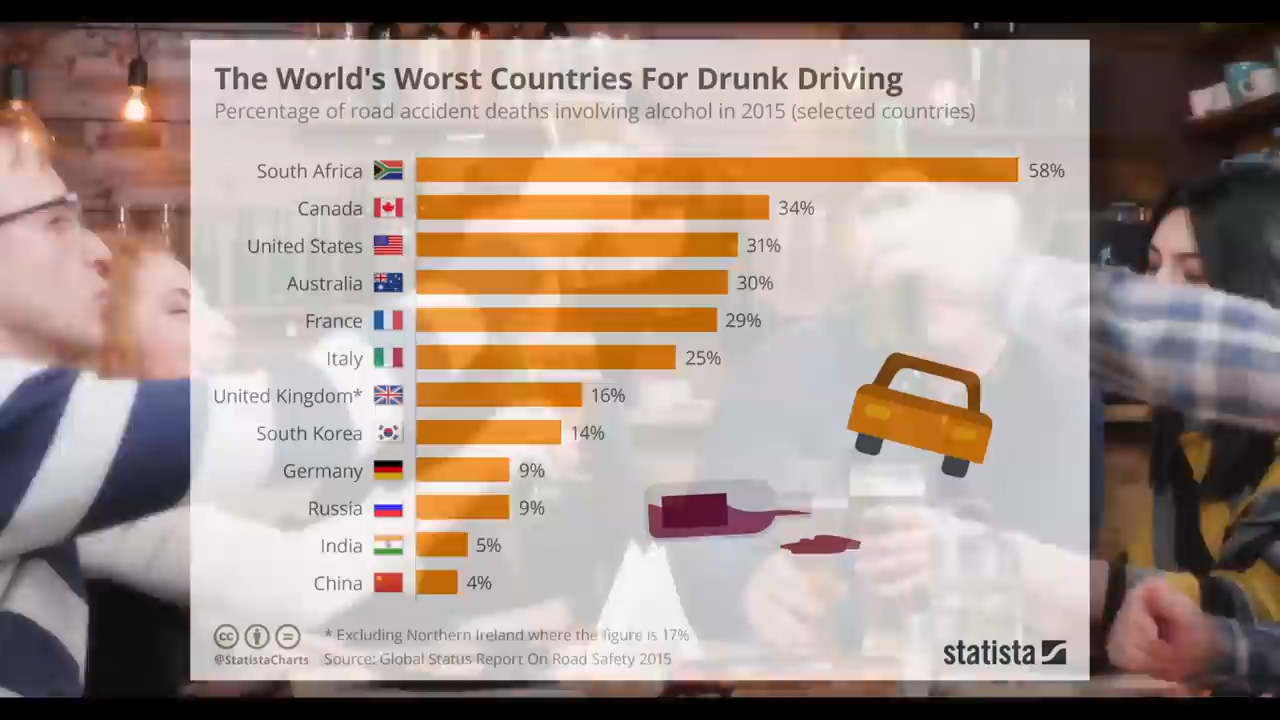 The World's Worst Countries For Drunk Driving
Percentage of road accident deaths involving alcohol in 2015 (selected countries)
South Africa 58%
Canada 34%
United States 31%
Australia 30%
France 29%
Italy 25%
United Kingdom* 16%
South Korea 14%
Germany 9%
Russia 9%
India 5%
China 4%
* Excluding Northern Ireland where the figure is 17%
@StatistaCharts Source: Global Status Report On Road Safety 2015
statista